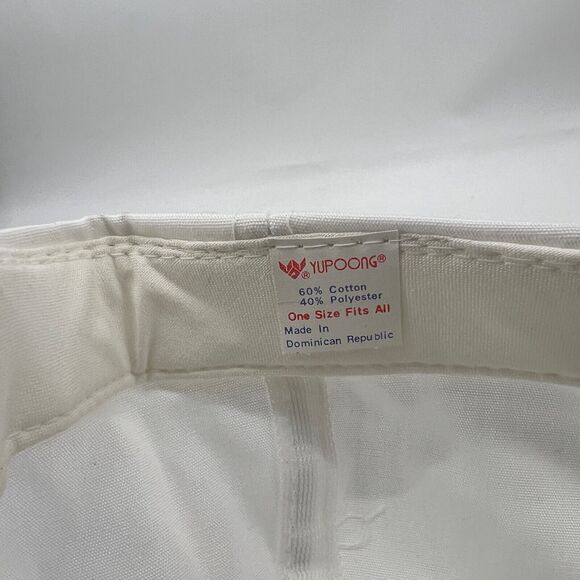 ® YUPOONG®
60% Cotton
40% Polyester
One Size Fits All
Made In
Dominican Republic